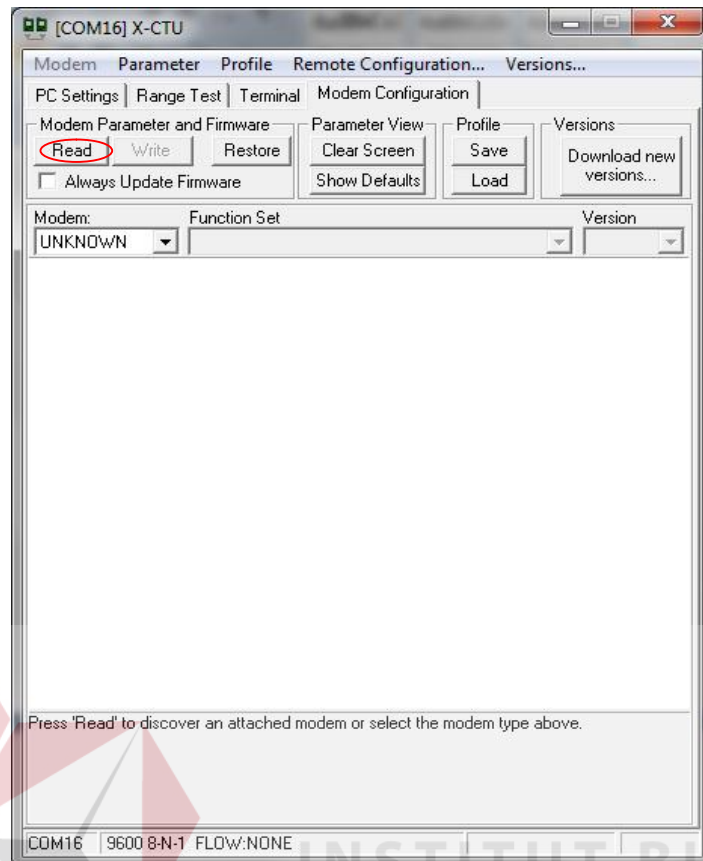 [COM16] X-CTU
Modem Parameter Profile Remote Configuration... Versions...
PC Settings Range Test Terminal Modem Configuration
Modem Parameter and Firmware Parameter View Profile Versions
Read Write Restore Clear Screen Save Download new versions...
Always Update Firmware Show Defaults Load
Modem: Function Set Version
UNKNOWN
Press 'Read' to discover an attached modem or select the modem type above.
COM16 9600 8-N-1 FLOW:NONE
INSTITUT BI